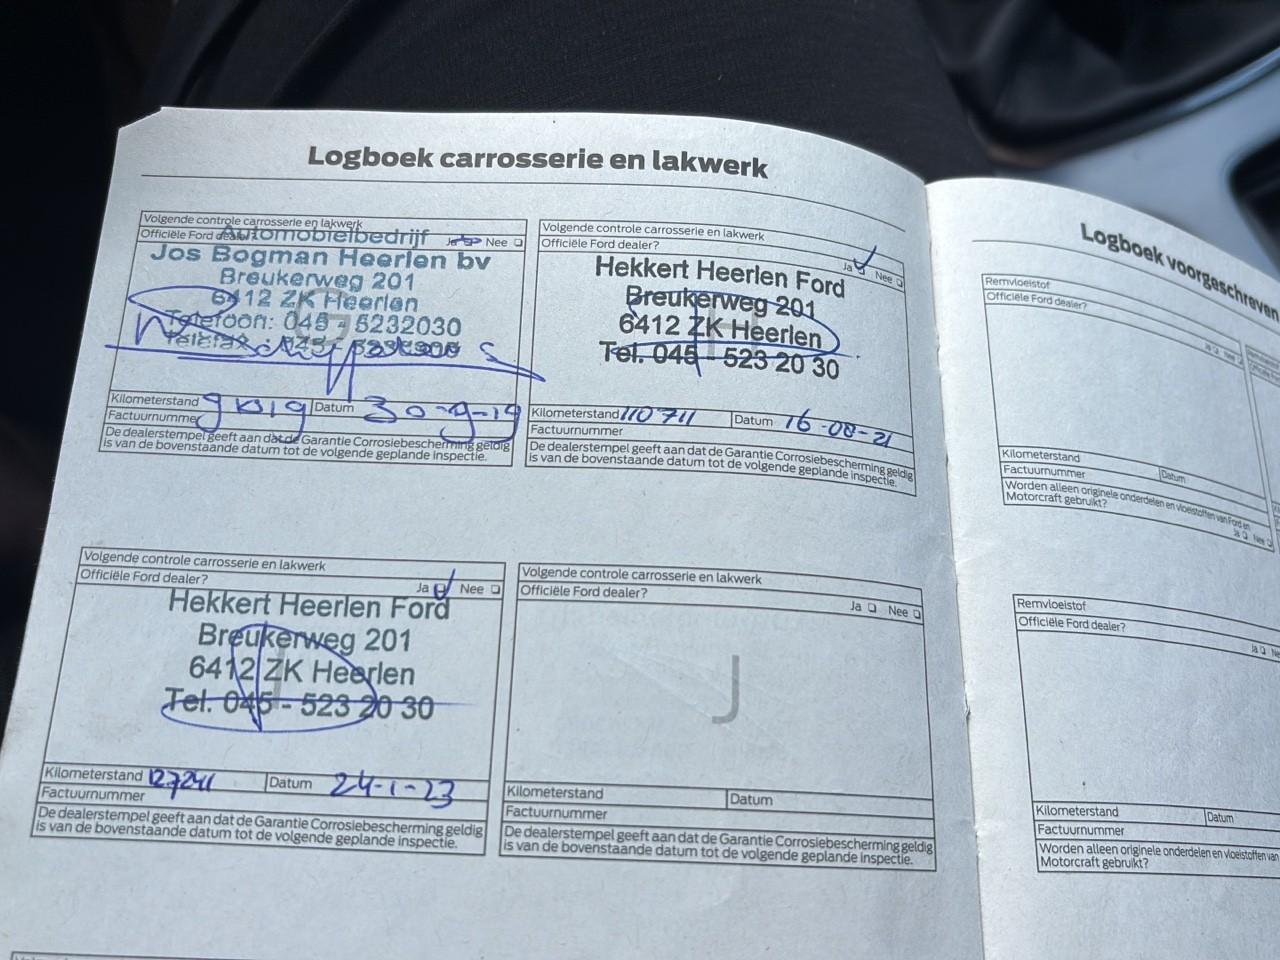 Logboek carrosserie en lakwerk
Volgende controle carrosserie en lakwerk
Officiële Ford dealer? Ja Nee
Automobielbedrijf
Jos Bogman Heerlen bv
Breukerweg 201
6412 ZK Heerlen
Telefoon: 045 - 5232030
Telefax : 045 -
Kilometerstand Datum 30-9-19
Factuurnummer
De dealerstempel geeft aan dat de Garantie Corrosiebescherming geldig
is van de bovenstaande datum tot de volgende geplande inspectie.
Volgende controle carrosserie en lakwerk
Officiële Ford dealer?
Ja Nee
Hekkert Heerlen Ford
Breukerweg 201
6412 ZK Heerlen
Tel. 045 - 523 20 30
H
Kilometerstand 110711 Datum 16-08-21
Factuurnummer
De dealerstempel geeft aan dat de Garantie Corrosiebescherming geldig
is van de bovenstaande datum tot de volgende geplande inspectie.
Volgende controle carrosserie en lakwerk
Officiële Ford dealer?
Ja Nee
Hekkert Heerlen Ford
Breukerweg 201
6412 ZK Heerlen
Tel. 045 - 523 20 30
Kilometerstand 127241 Datum 24-1-23
Factuurnummer
De dealerstempel geeft aan dat de Garantie Corrosiebescherming geldig
is van de bovenstaande datum tot de volgende geplande inspectie.
Volgende controle carrosserie en lakwerk
Officiële Ford dealer?
Ja Nee
J
Kilometerstand Datum
Factuurnummer
De dealerstempel geeft aan dat de Garantie Corrosiebescherming geldig
is van de bovenstaande datum tot de volgende geplande inspectie.
Logboek voorgeschreven
Remvloeistof
Officiële Ford dealer?
Ja Nee
Kilometerstand Datum
Factuurnummer
Worden alleen originele onderdelen en vloeistoffen van Ford en
Motorcraft gebruikt?
Ja Nee
Remvloeistof
Officiële Ford dealer?
Ja Ne
Kilometerstand Datum
Factuurnummer
Worden alleen originele onderdelen en vloeistoffen van
Motorcraft gebruikt?